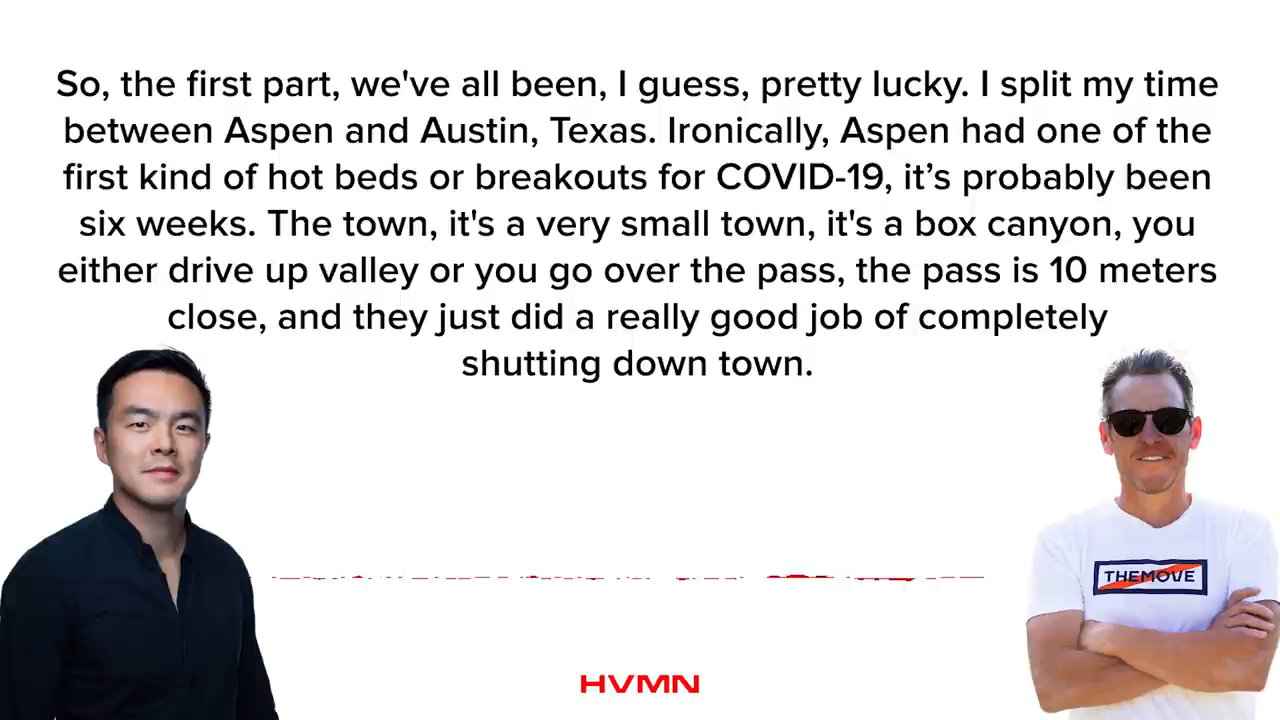 So, the first part, we've all been, I guess, pretty lucky. I split my time
between Aspen and Austin, Texas. Ironically, Aspen had one of the
first kind of hot beds or breakouts for COVID-19, it’s probably been
six weeks. The town, it's a very small town, it's a box canyon, you
either drive up valley or you go over the pass, the pass is 10 meters
close, and they just did a really good job of completely
shutting down town.
THEMOVE
HVMN